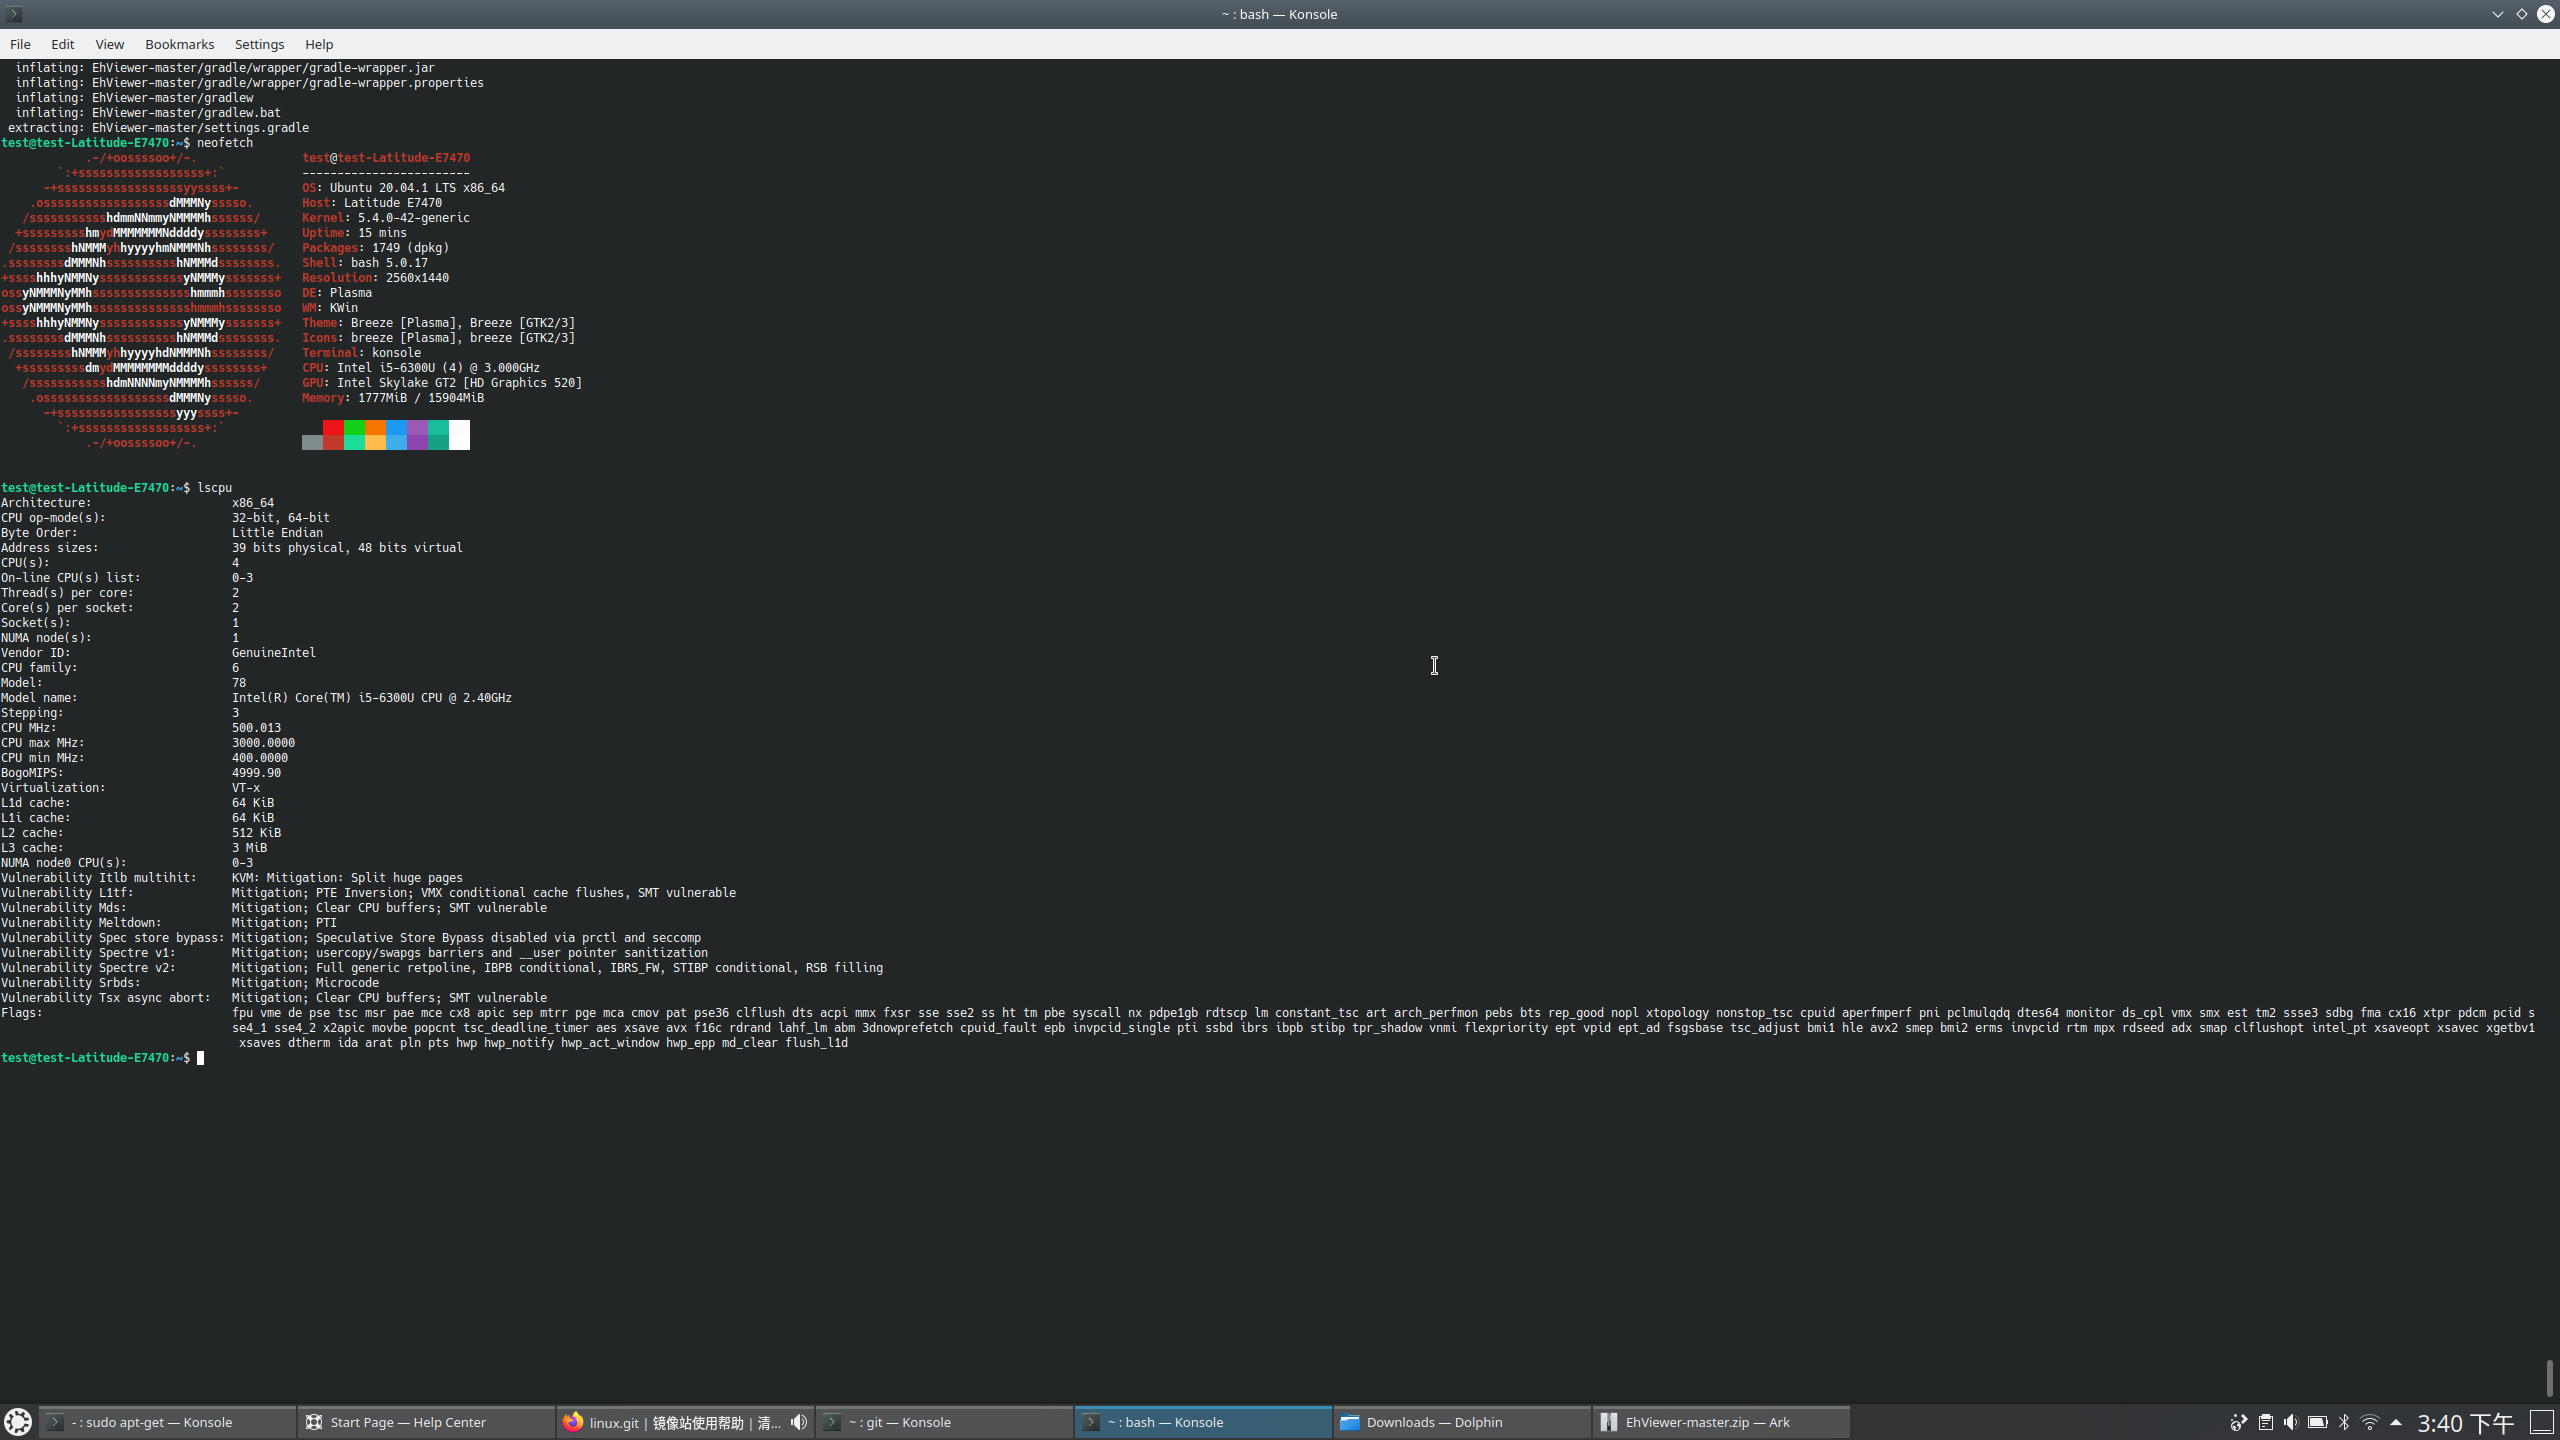 ~ : bash — Konsole
File Edit View Bookmarks Settings Help
inflating: EhViewer-master/gradle/wrapper/gradle-wrapper.jar
inflating: EhViewer-master/gradle/wrapper/gradle-wrapper.properties
inflating: EhViewer-master/gradlew
inflating: EhViewer-master/gradlew.bat
extracting: EhViewer-master/settings.gradle
test@test-Latitude-E7470:~$ neofetch
test@test-Latitude-E7470
------------------------
OS: Ubuntu 20.04.1 LTS x86_64
Host: Latitude E7470
Kernel: 5.4.0-42-generic
Uptime: 15 mins
Packages: 1749 (dpkg)
Shell: bash 5.0.17
Resolution: 2560x1440
DE: Plasma
WM: KWin
Theme: Breeze [Plasma], Breeze [GTK2/3]
Icons: breeze [Plasma], breeze [GTK2/3]
Terminal: konsole
CPU: Intel i5-6300U (4) @ 3.000GHz
GPU: Intel Skylake GT2 [HD Graphics 520]
Memory: 1777MiB / 15904MiB
test@test-Latitude-E7470:~$ lscpu
Architecture: x86_64
CPU op-mode(s): 32-bit, 64-bit
Byte Order: Little Endian
Address sizes: 39 bits physical, 48 bits virtual
CPU(s): 4
On-line CPU(s) list: 0-3
Thread(s) per core: 2
Core(s) per socket: 2
Socket(s): 1
NUMA node(s): 1
Vendor ID: GenuineIntel
CPU family: 6
Model: 78
Model name: Intel(R) Core(TM) i5-6300U CPU @ 2.40GHz
Stepping: 3
CPU MHz: 500.013
CPU max MHz: 3000.0000
CPU min MHz: 400.0000
BogoMIPS: 4999.90
Virtualization: VT-x
L1d cache: 64 KiB
L1i cache: 64 KiB
L2 cache: 512 KiB
L3 cache: 3 MiB
NUMA node0 CPU(s): 0-3
Vulnerability Itlb multihit: KVM: Mitigation: Split huge pages
Vulnerability L1tf: Mitigation; PTE Inversion; VMX conditional cache flushes, SMT vulnerable
Vulnerability Mds: Mitigation; Clear CPU buffers; SMT vulnerable
Vulnerability Meltdown: Mitigation; PTI
Vulnerability Spec store bypass: Mitigation; Speculative Store Bypass disabled via prctl and seccomp
Vulnerability Spectre v1: Mitigation; usercopy/swapgs barriers and __user pointer sanitization
Vulnerability Spectre v2: Mitigation; Full generic retpoline, IBPB conditional, IBRS_FW, STIBP conditional, RSB filling
Vulnerability Srbds: Mitigation; Microcode
Vulnerability Tsx async abort: Mitigation; Clear CPU buffers; SMT vulnerable
Flags: fpu vme de pse tsc msr pae mce cx8 apic sep mtrr pge mca cmov pat pse36 clflush dts acpi mmx fxsr sse sse2 ss ht tm pbe syscall nx pdpe1gb rdtscp lm constant_tsc art arch_perfmon pebs bts rep_good nopl xtopology nonstop_tsc cpuid aperfmperf pni pclmulqdq dtes64 monitor ds_cpl vmx smx est tm2 ssse3 sdbg fma cx16 xtpr pdcm pcid s
se4_1 sse4_2 x2apic movbe popcnt tsc_deadline_timer aes xsave avx f16c rdrand lahf_lm abm 3dnowprefetch cpuid_fault epb invpcid_single pti ssbd ibrs ibpb stibp tpr_shadow vnmi flexpriority ept vpid ept_ad fsgsbase tsc_adjust bmi1 hle avx2 smep bmi2 erms invpcid rtm mpx rdseed adx smap clflushopt intel_pt xsaveopt xsavec xgetbv1
xsaves dtherm ida arat pln pts hwp hwp_notify hwp_act_window hwp_epp md_clear flush_l1d
test@test-Latitude-E7470:~$
- : sudo apt-get — Konsole Start Page — Help Center linux.git | 镜像站使用帮助 | 清... ~ : git — Konsole ~ : bash — Konsole Downloads — Dolphin EhViewer-master.zip — Ark 3:40 下午